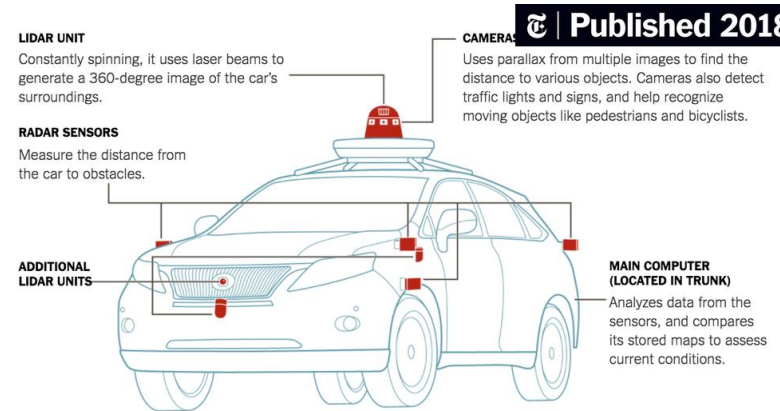 LIDAR UNIT
Constantly spinning, it uses laser beams to
generate a 360-degree image of the car's
surroundings.
RADAR SENSORS
Measure the distance from
the car to obstacles.
ADDITIONAL
LIDAR UNITS
CAMERAS
Uses parallax from multiple images to find the
distance to various objects. Cameras also detect
traffic lights and signs, and help recognize
moving objects like pedestrians and bicyclists.
MAIN COMPUTER
(LOCATED IN TRUNK)
Analyzes data from the
sensors, and compares
its stored maps to assess
current conditions.
T | Published 2018